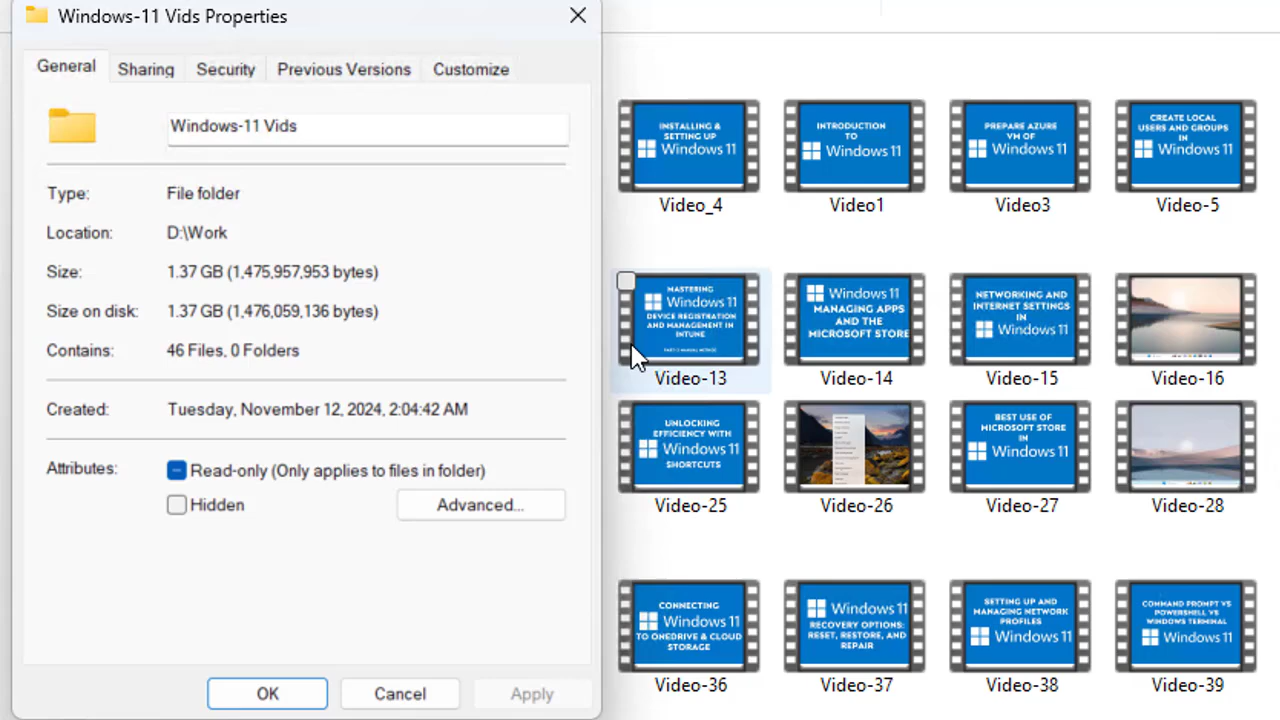 Windows-11 Vids Properties
General
Sharing
Security
Previous Versions
Customize
Windows-11 Vids
Type: File folder
Location: D:\Work
Size: 1.37 GB (1,475,957,953 bytes)
Size on disk: 1.37 GB (1,476,059,136 bytes)
Contains: 46 Files, 0 Folders
Created: Tuesday, November 12, 2024, 2:04:42 AM
Attributes: Read-only (Only applies to files in folder)
Hidden
Advanced...
OK
Cancel
Apply
INSTALLING &
SETTING UP
Windows 11
Video_4
INTRODUCTION
TO
Windows 11
Video1
PREPARE AZURE
VM OF
Windows 11
Video3
CREATE LOCAL
USERS AND GROUPS
IN
Windows 11
Video-5
MASTERING
Windows 11
DEVICE REGISTRATION
AND MANAGEMENT IN
INTUNE
Video-13
Windows 11
MANAGING APPS
AND THE
MICROSOFT STORE
Video-14
NETWORKING AND
INTERNET SETTINGS
IN
Windows 11
Video-15
Video-16
UNLOCKING
EFFICIENCY WITH
Windows 11
SHORTCUTS
Video-25
Video-26
BEST USE OF
MICROSOFT STORE
IN
Windows 11
Video-27
Video-28
CONNECTING
Windows 11
TO ONEDRIVE & CLOUD
STORAGE
Video-36
Windows 11
RECOVERY OPTIONS:
RESET, RESTORE, AND
REPAIR
Video-37
SETTING UP AND
MANAGING NETWORK
PROFILES
Windows 11
Video-38
COMMAND PROMPT VS
POWERSHELL VS
WINDOWS TERMINAL
Windows 11
Video-39